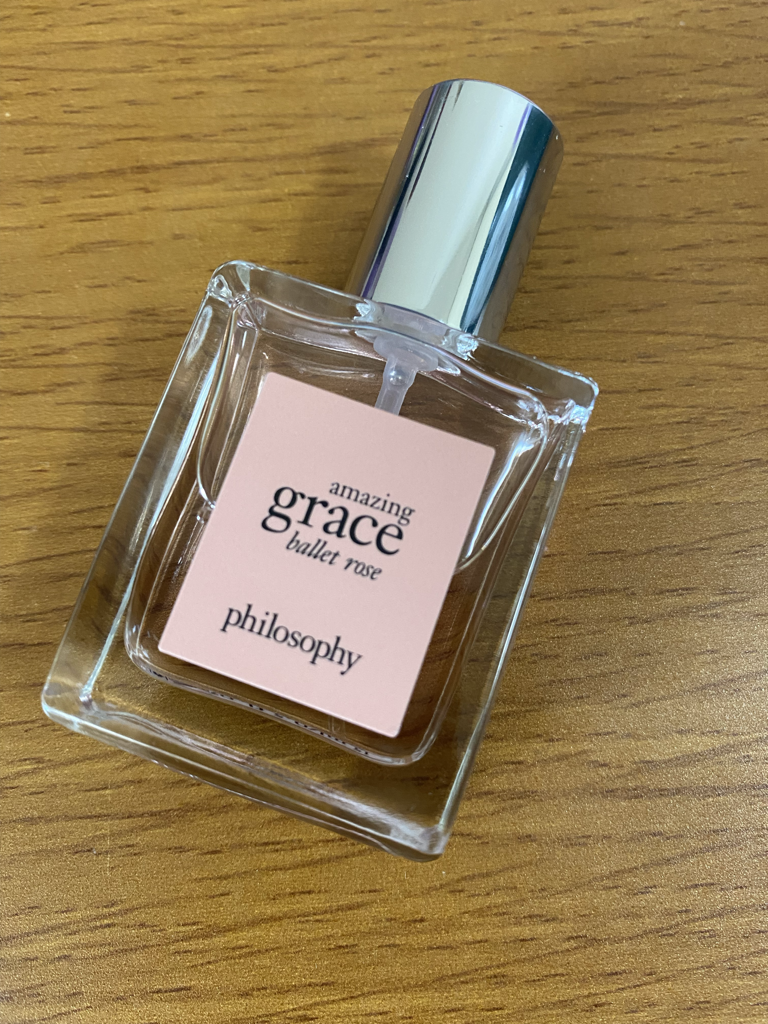 amazing
grace
ballet rose
philosophy